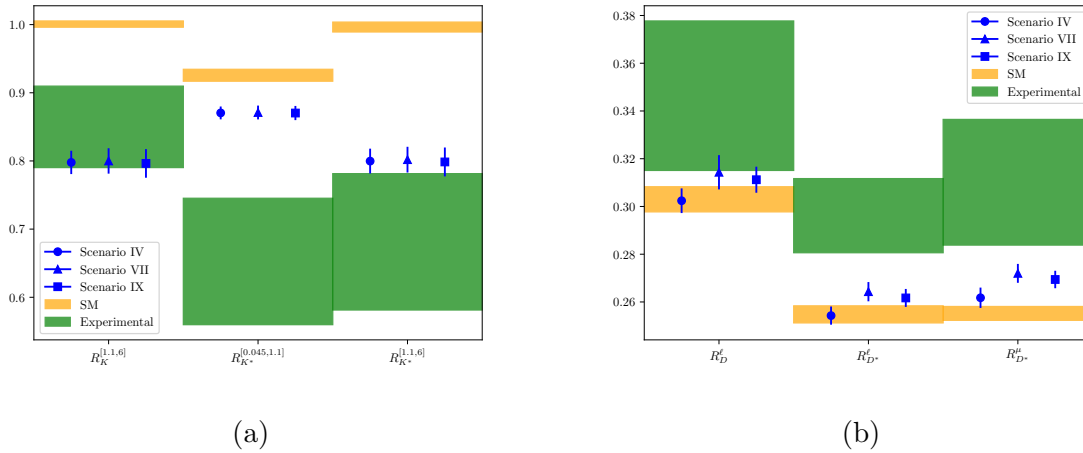 1.0
0.9
0.8
0.7
0.6
Scenario IV
Scenario VII
Scenario IX
SM
Experimental
R_K^{[1.1,6]}
R_{K*}^{[0.045,1.1]}
R_{K*}^{[1.1,6]}
(a)
0.38
0.36
0.34
0.32
0.30
0.28
0.26
Scenario IV
Scenario VII
Scenario IX
SM
Experimental
R_D^ℓ
R_{D*}^ℓ
R_{D*}^μ
(b)